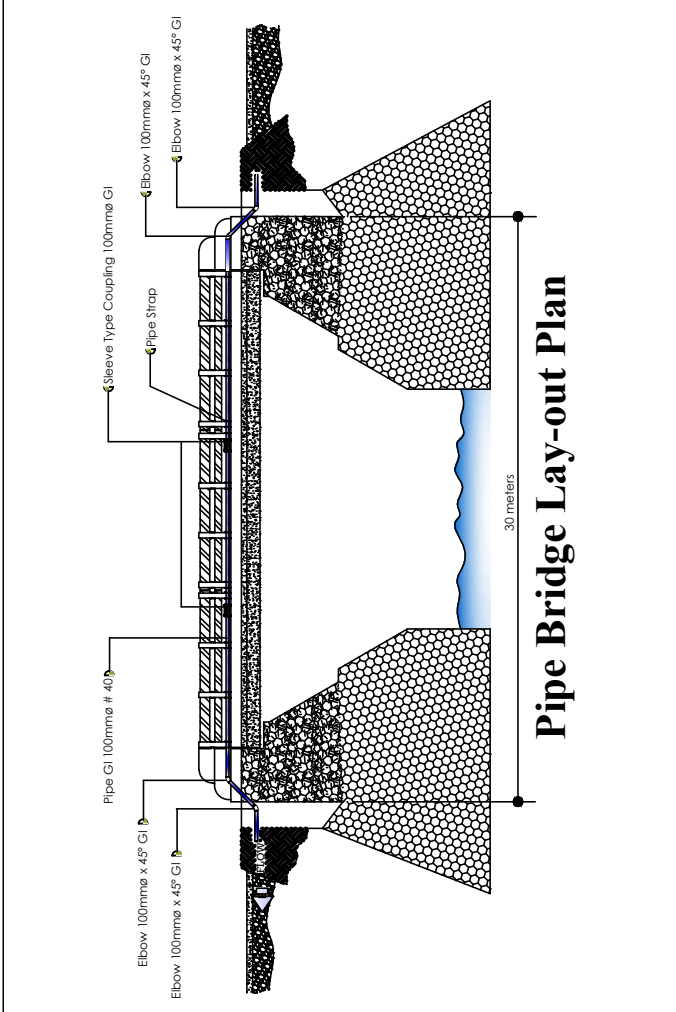 Elbow 100mmø x 45° GI
Elbow 100mmø x 45° GI
Pipe GI 100mmø # 40
Sleeve Type Coupling 100mmø GI
Pipe Strap
Elbow 100mmø x 45° GI
Elbow 100mmø x 45° GI
FLOW
30 meters
Pipe Bridge Lay-out Plan